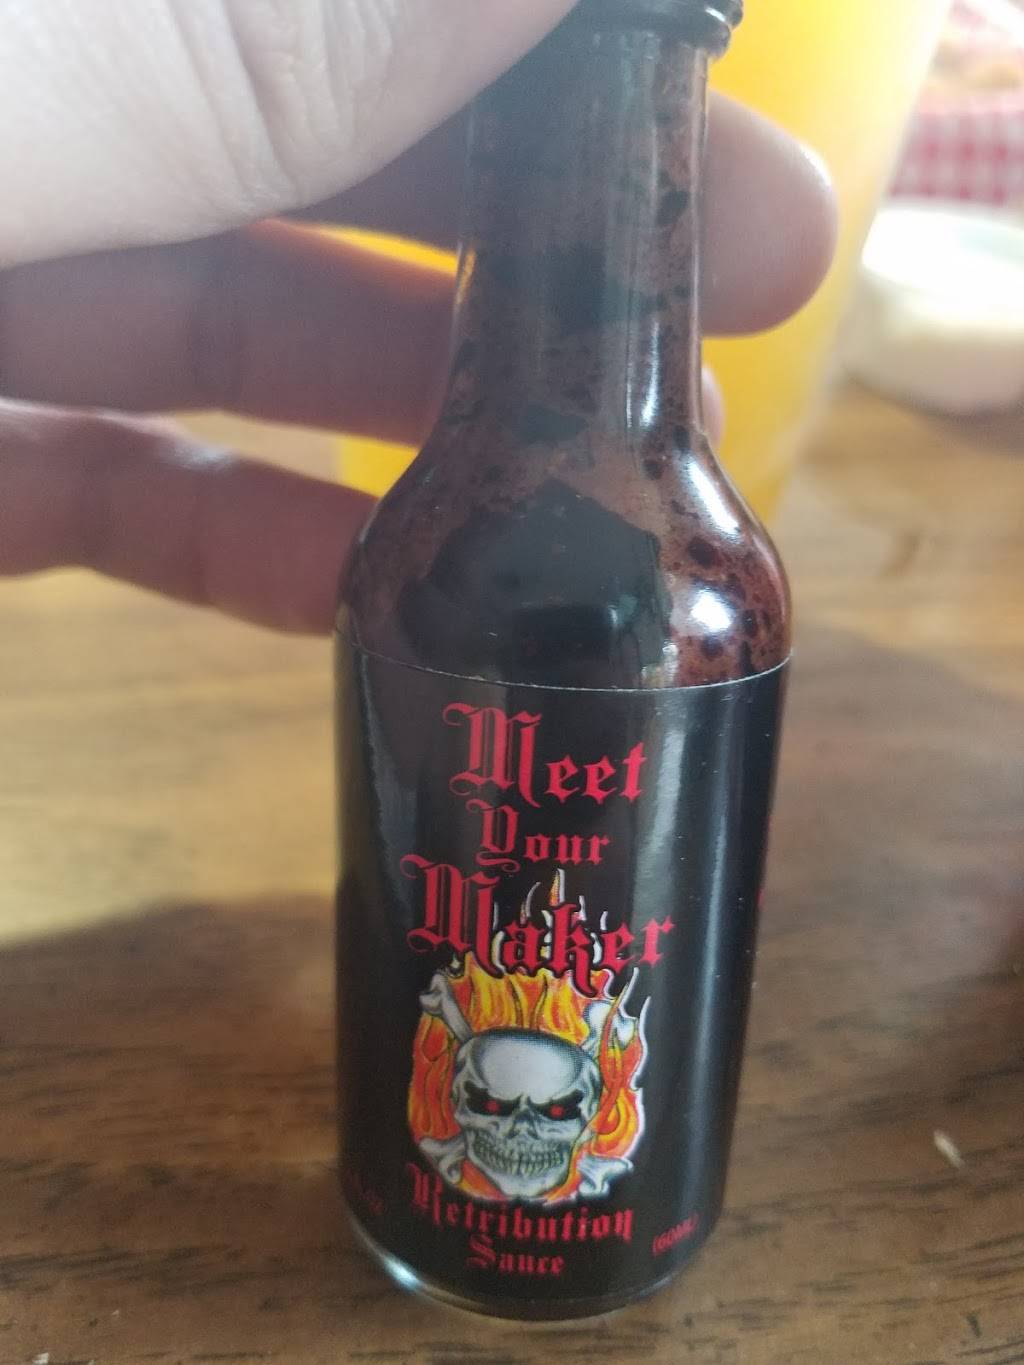 Meet
Your
Maker
Retribution
Sauce
(60ML)